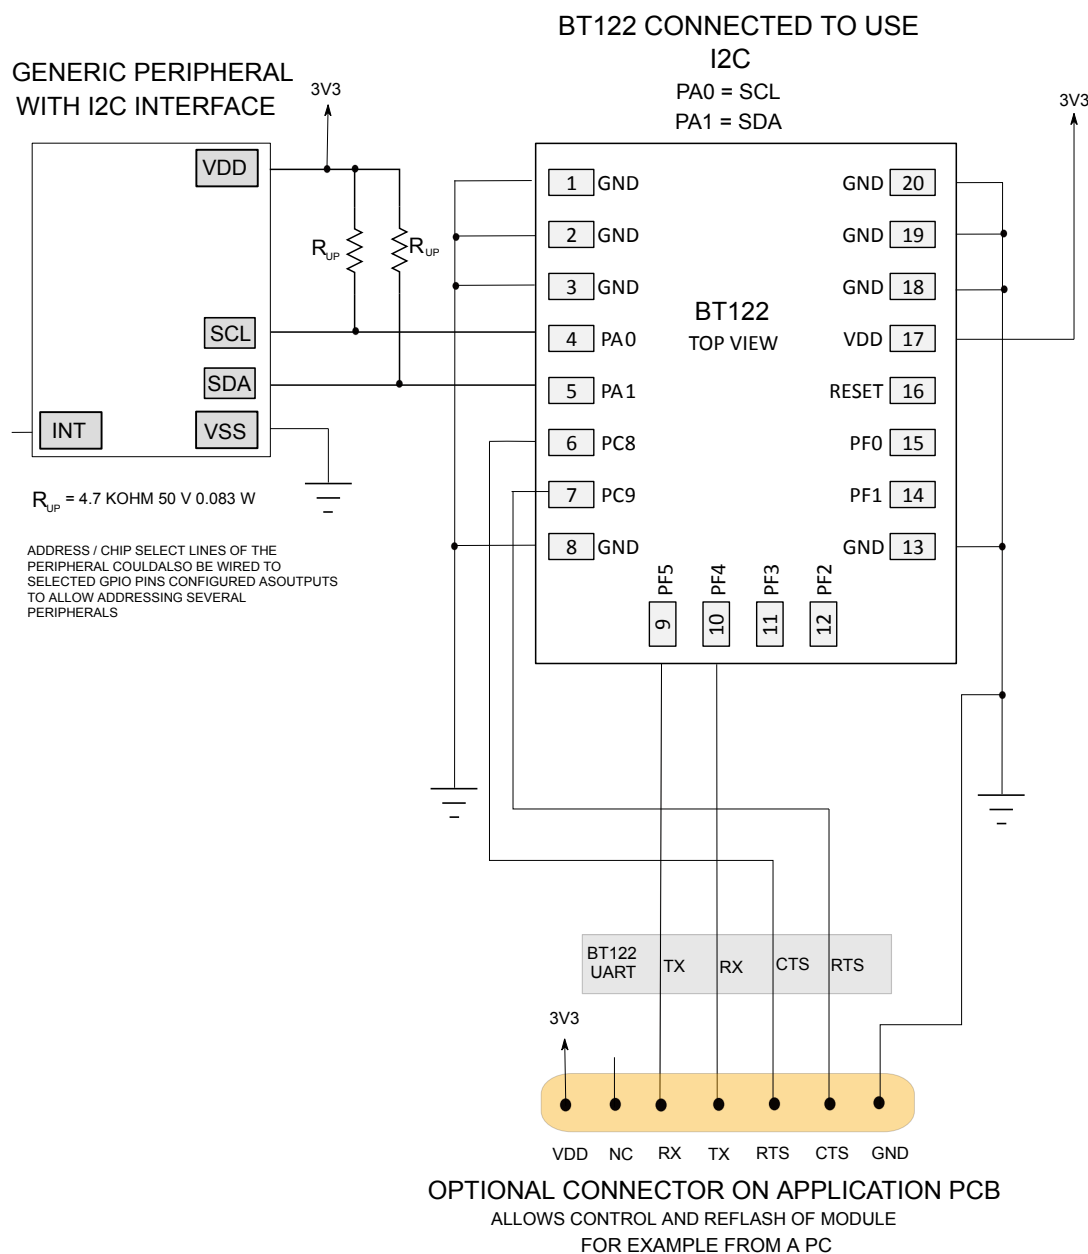 BT122 CONNECTED TO USE
I2C
PA0 = SCL
PA1 = SDA
GENERIC PERIPHERAL
WITH I2C INTERFACE
3V3
3V3
VDD
SCL
SDA
INT
VSS
RUP
RUP
RUP = 4.7 KOHM 50 V 0.083 W
ADDRESS / CHIP SELECT LINES OF THE
PERIPHERAL COULDALSO BE WIRED TO
SELECTED GPIO PINS CONFIGURED ASOUTPUTS
TO ALLOW ADDRESSING SEVERAL
PERIPHERALS
1 GND
2 GND
3 GND
4 PA0
5 PA1
6 PC8
7 PC9
8 GND
BT122
TOP VIEW
GND 20
GND 19
GND 18
VDD 17
RESET 16
PF0 15
PF1 14
GND 13
PF5 PF4 PF3 PF2
9 10 11 12
BT122
UART
TX RX CTS RTS
3V3
VDD NC RX TX RTS CTS GND
OPTIONAL CONNECTOR ON APPLICATION PCB
ALLOWS CONTROL AND REFLASH OF MODULE
FOR EXAMPLE FROM A PC